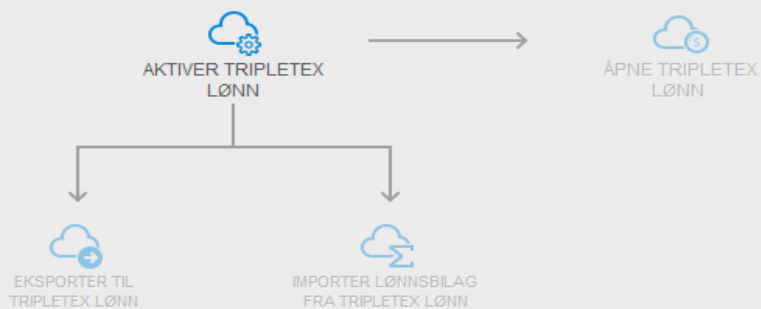 AKTIVER TRIPLETEX
LØNN
ÅPNE TRIPLETEX
LØNN
EKSPORTER TIL
TRIPLETEX LØNN
IMPORTER LØNNSBILAG
FRA TRIPLETEX LØNN